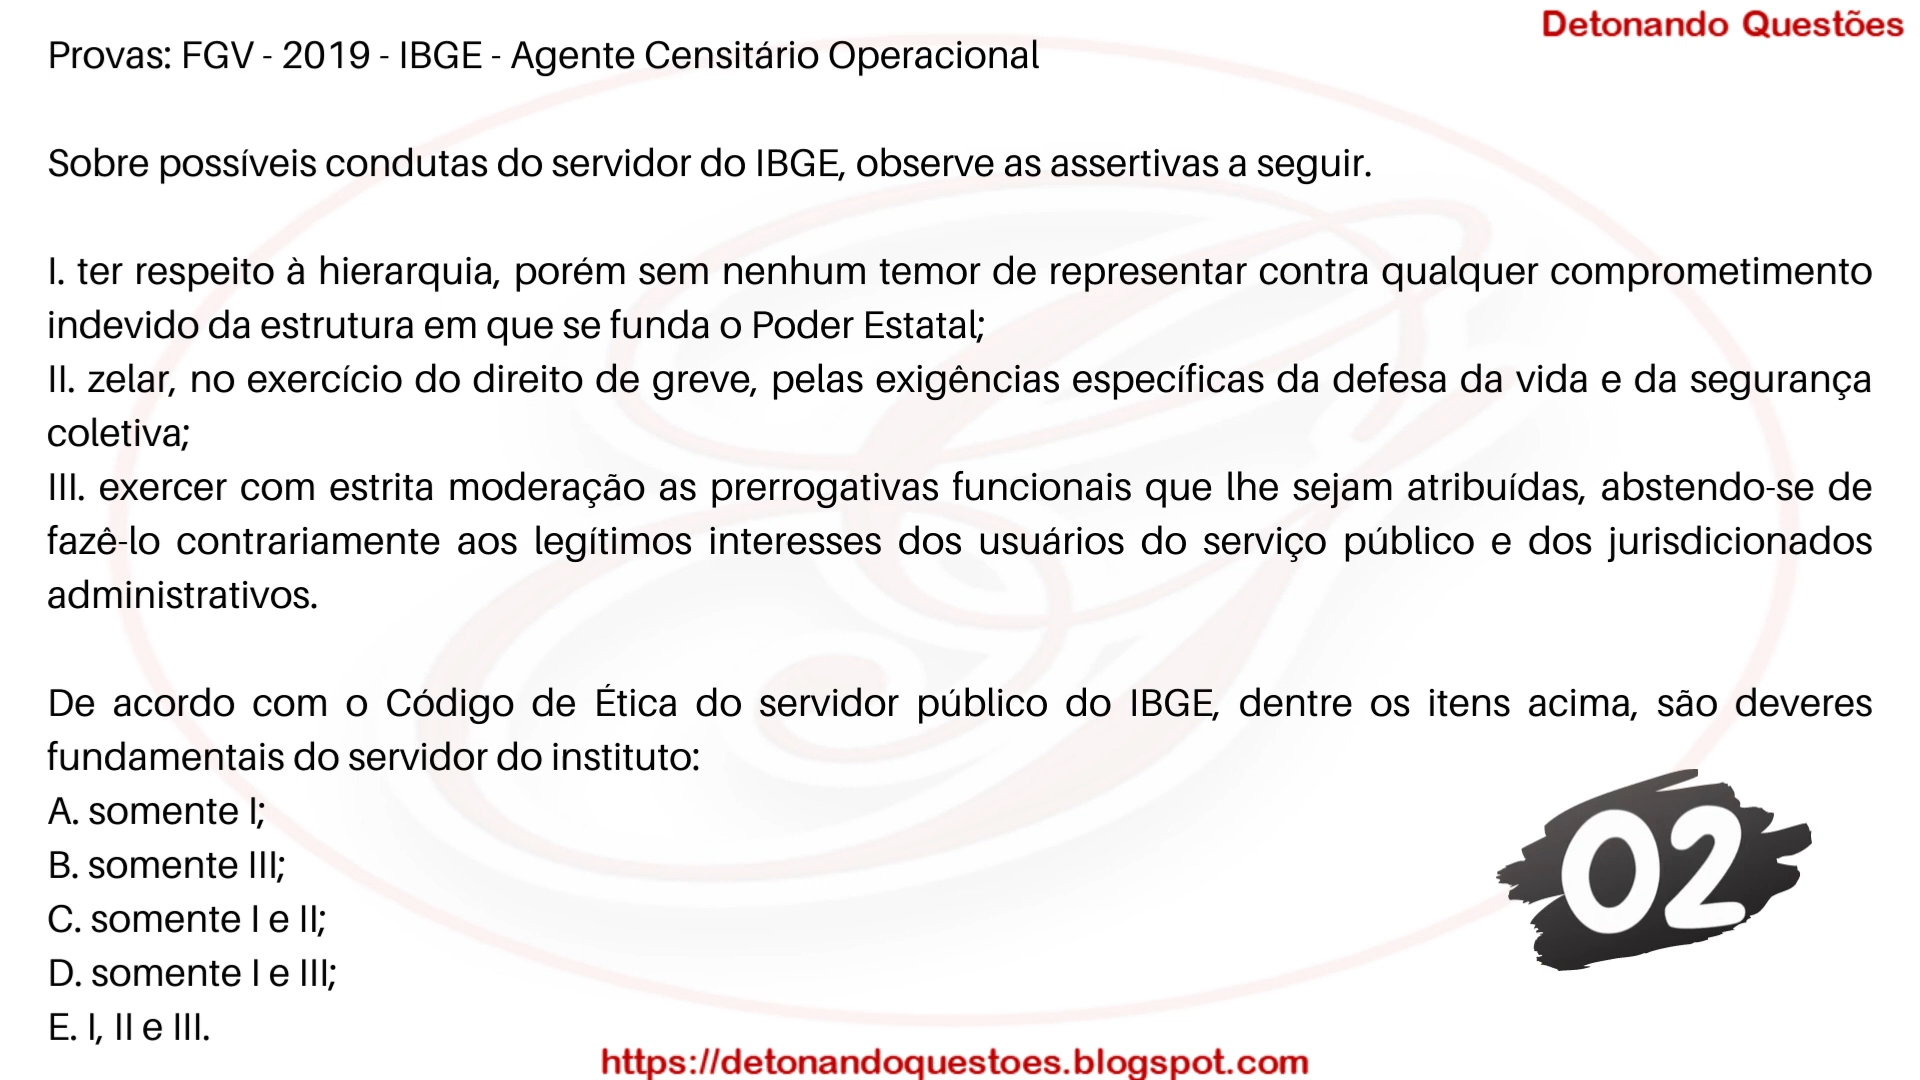 Detonando Questões
Provas: FGV - 2019 - IBGE - Agente Censitário Operacional
Sobre possíveis condutas do servidor do IBGE, observe as assertivas a seguir.
I. ter respeito à hierarquia, porém sem nenhum temor de representar contra qualquer comprometimento
indevido da estrutura em que se funda o Poder Estatal;
II. zelar, no exercício do direito de greve, pelas exigências específicas da defesa da vida e da segurança
coletiva;
III. exercer com estrita moderação as prerrogativas funcionais que lhe sejam atribuídas, abstendo-se de
fazê-lo contrariamente aos legítimos interesses dos usuários do serviço público e dos jurisdicionados
administrativos.
De acordo com o Código de Ética do servidor público do IBGE, dentre os itens acima, são deveres
fundamentais do servidor do instituto:
A. somente I;
B. somente III;
C. somente I e II;
D. somente I e III;
E. I, II e III.
02
https://detonandoquestoes.blogspot.com